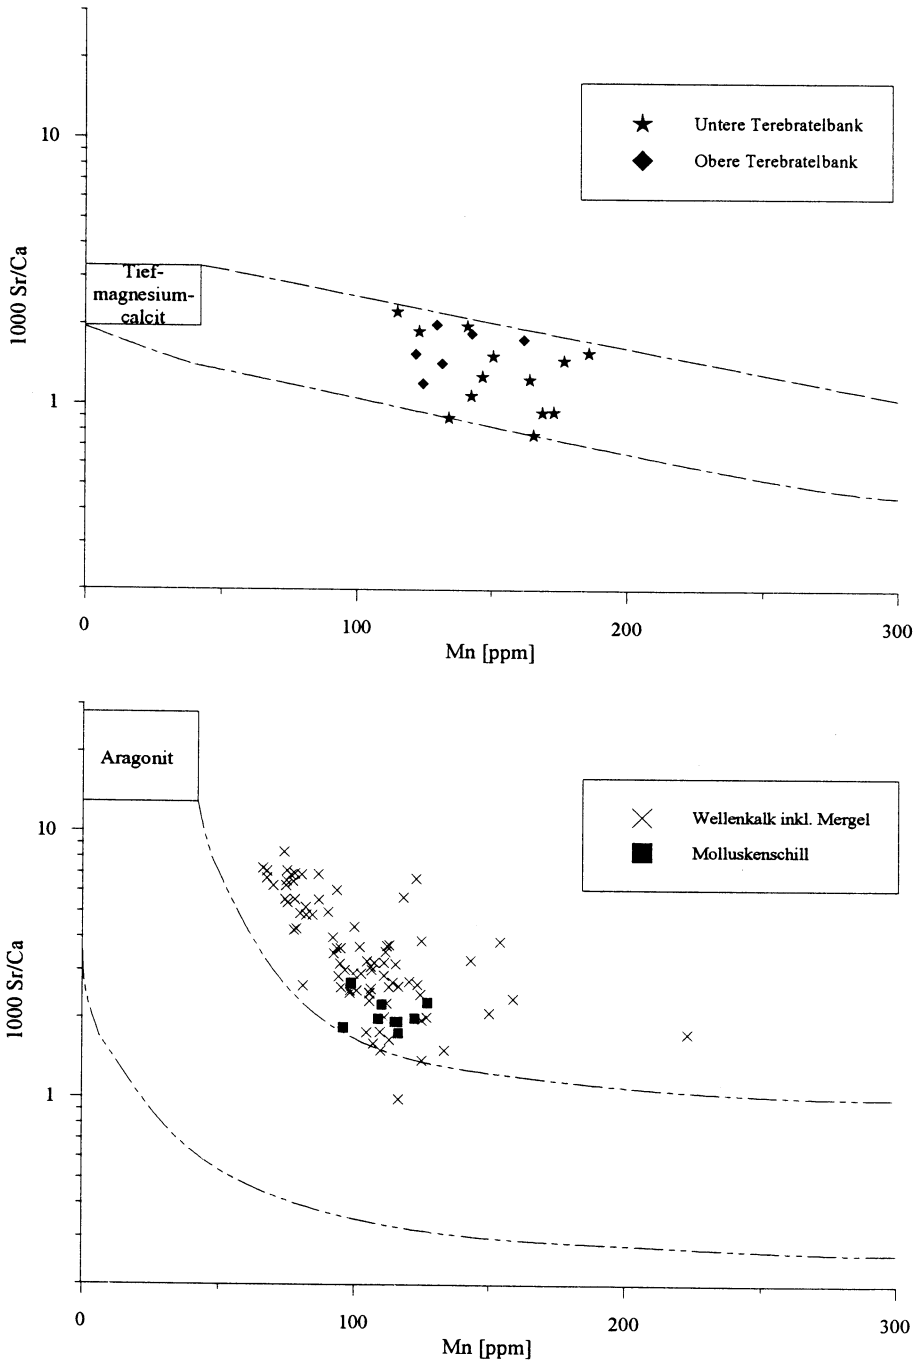 10
1
1000 Sr/Ca
Tief-
magnesium-
calcit
Untere Terebratelbank
Obere Terebratelbank
0
100
200
300
Mn [ppm]
Aragonit
10
1
1000 Sr/Ca
Wellenkalk inkl. Mergel
Molluskenschill
0
100
200
300
Mn [ppm]